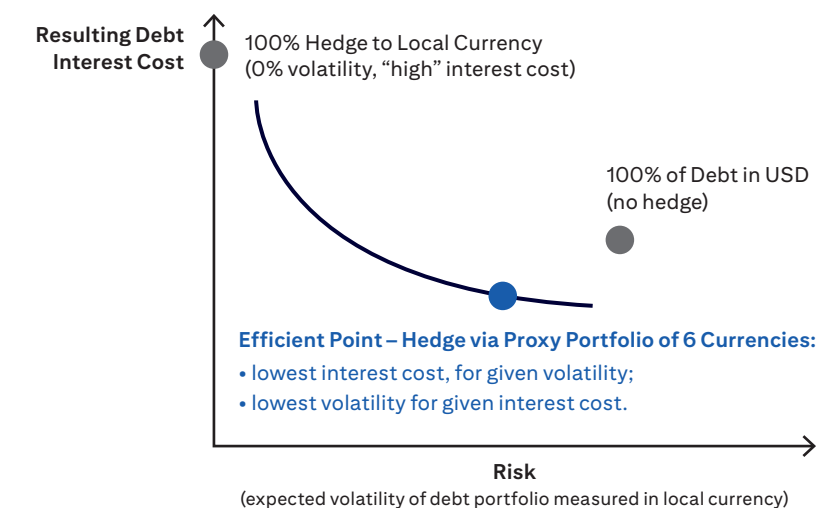 Resulting Debt
Interest Cost
100% Hedge to Local Currency
(0% volatility, “high” interest cost)
100% of Debt in USD
(no hedge)
Efficient Point – Hedge via Proxy Portfolio of 6 Currencies:
• lowest interest cost, for given volatility;
• lowest volatility for given interest cost.
Risk
(expected volatility of debt portfolio measured in local currency)